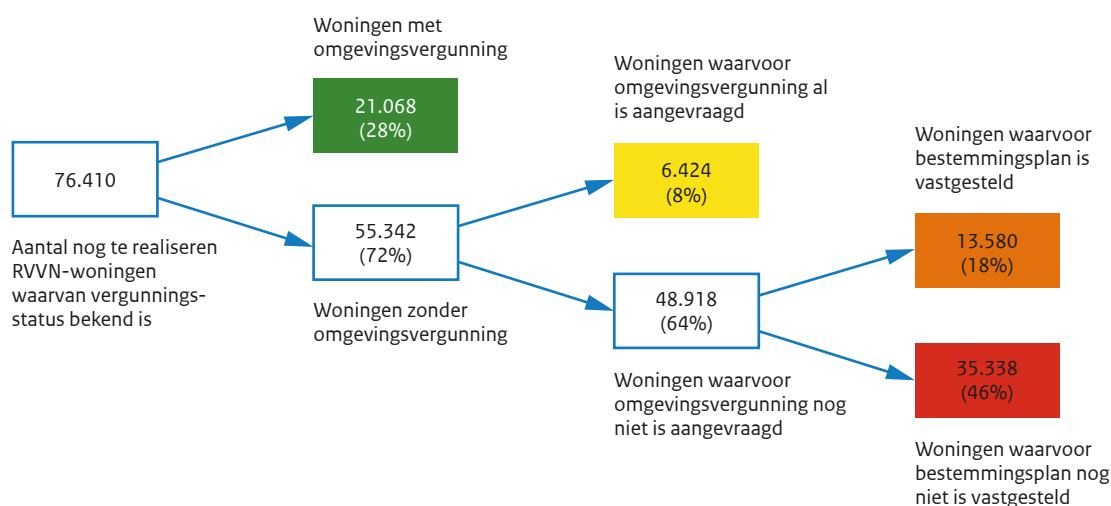 Woningen met
omgevingsvergunning
21.068
(28%)
76.410
Aantal nog te realiseren
RVVN-woningen
waarvan vergunnings-
status bekend is
55.342
(72%)
Woningen zonder
omgevingsvergunning
Woningen waarvoor
omgevingsvergunning al
is aangevraagd
6.424
(8%)
48.918
(64%)
Woningen waarvoor
omgevingsvergunning nog
niet is aangevraagd
Woningen waarvoor
bestemmingsplan is
vastgesteld
13.580
(18%)
35.338
(46%)
Woningen waarvoor
bestemmingsplan nog
niet is vastgesteld